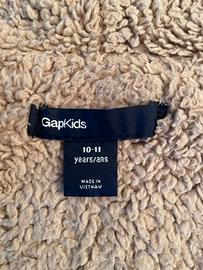 GapKids
10-11
years/ans
MADE IN
VIETNAM